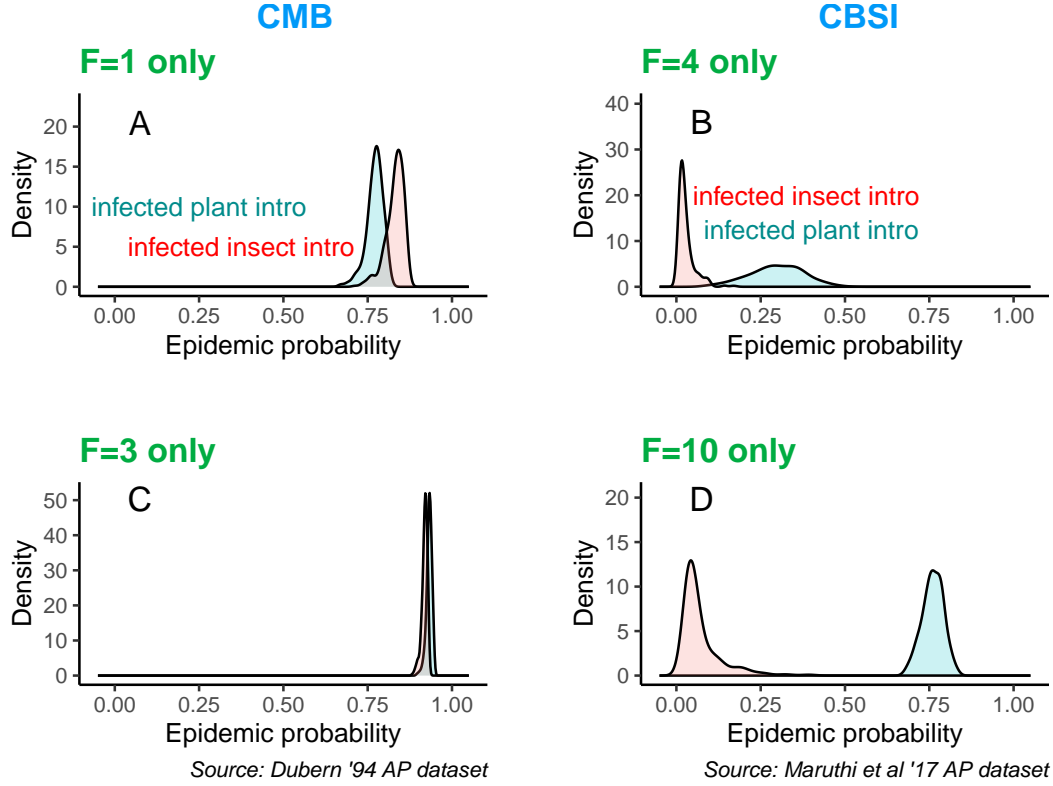 CMB
CBSI
F=1 only
F=4 only
A
B
Density
20
15
10
5
0
infected plant intro
infected insect intro
0.00 0.25 0.50 0.75 1.00
Epidemic probability
Density
40
30
20
10
0
infected insect intro
infected plant intro
0.00 0.25 0.50 0.75 1.00
Epidemic probability
F=3 only
F=10 only
C
D
Density
50
40
30
20
10
0
0.00 0.25 0.50 0.75 1.00
Epidemic probability
Source: Dubern '94 AP dataset
Density
20
15
10
5
0
0.00 0.25 0.50 0.75 1.00
Epidemic probability
Source: Maruthi et al '17 AP dataset